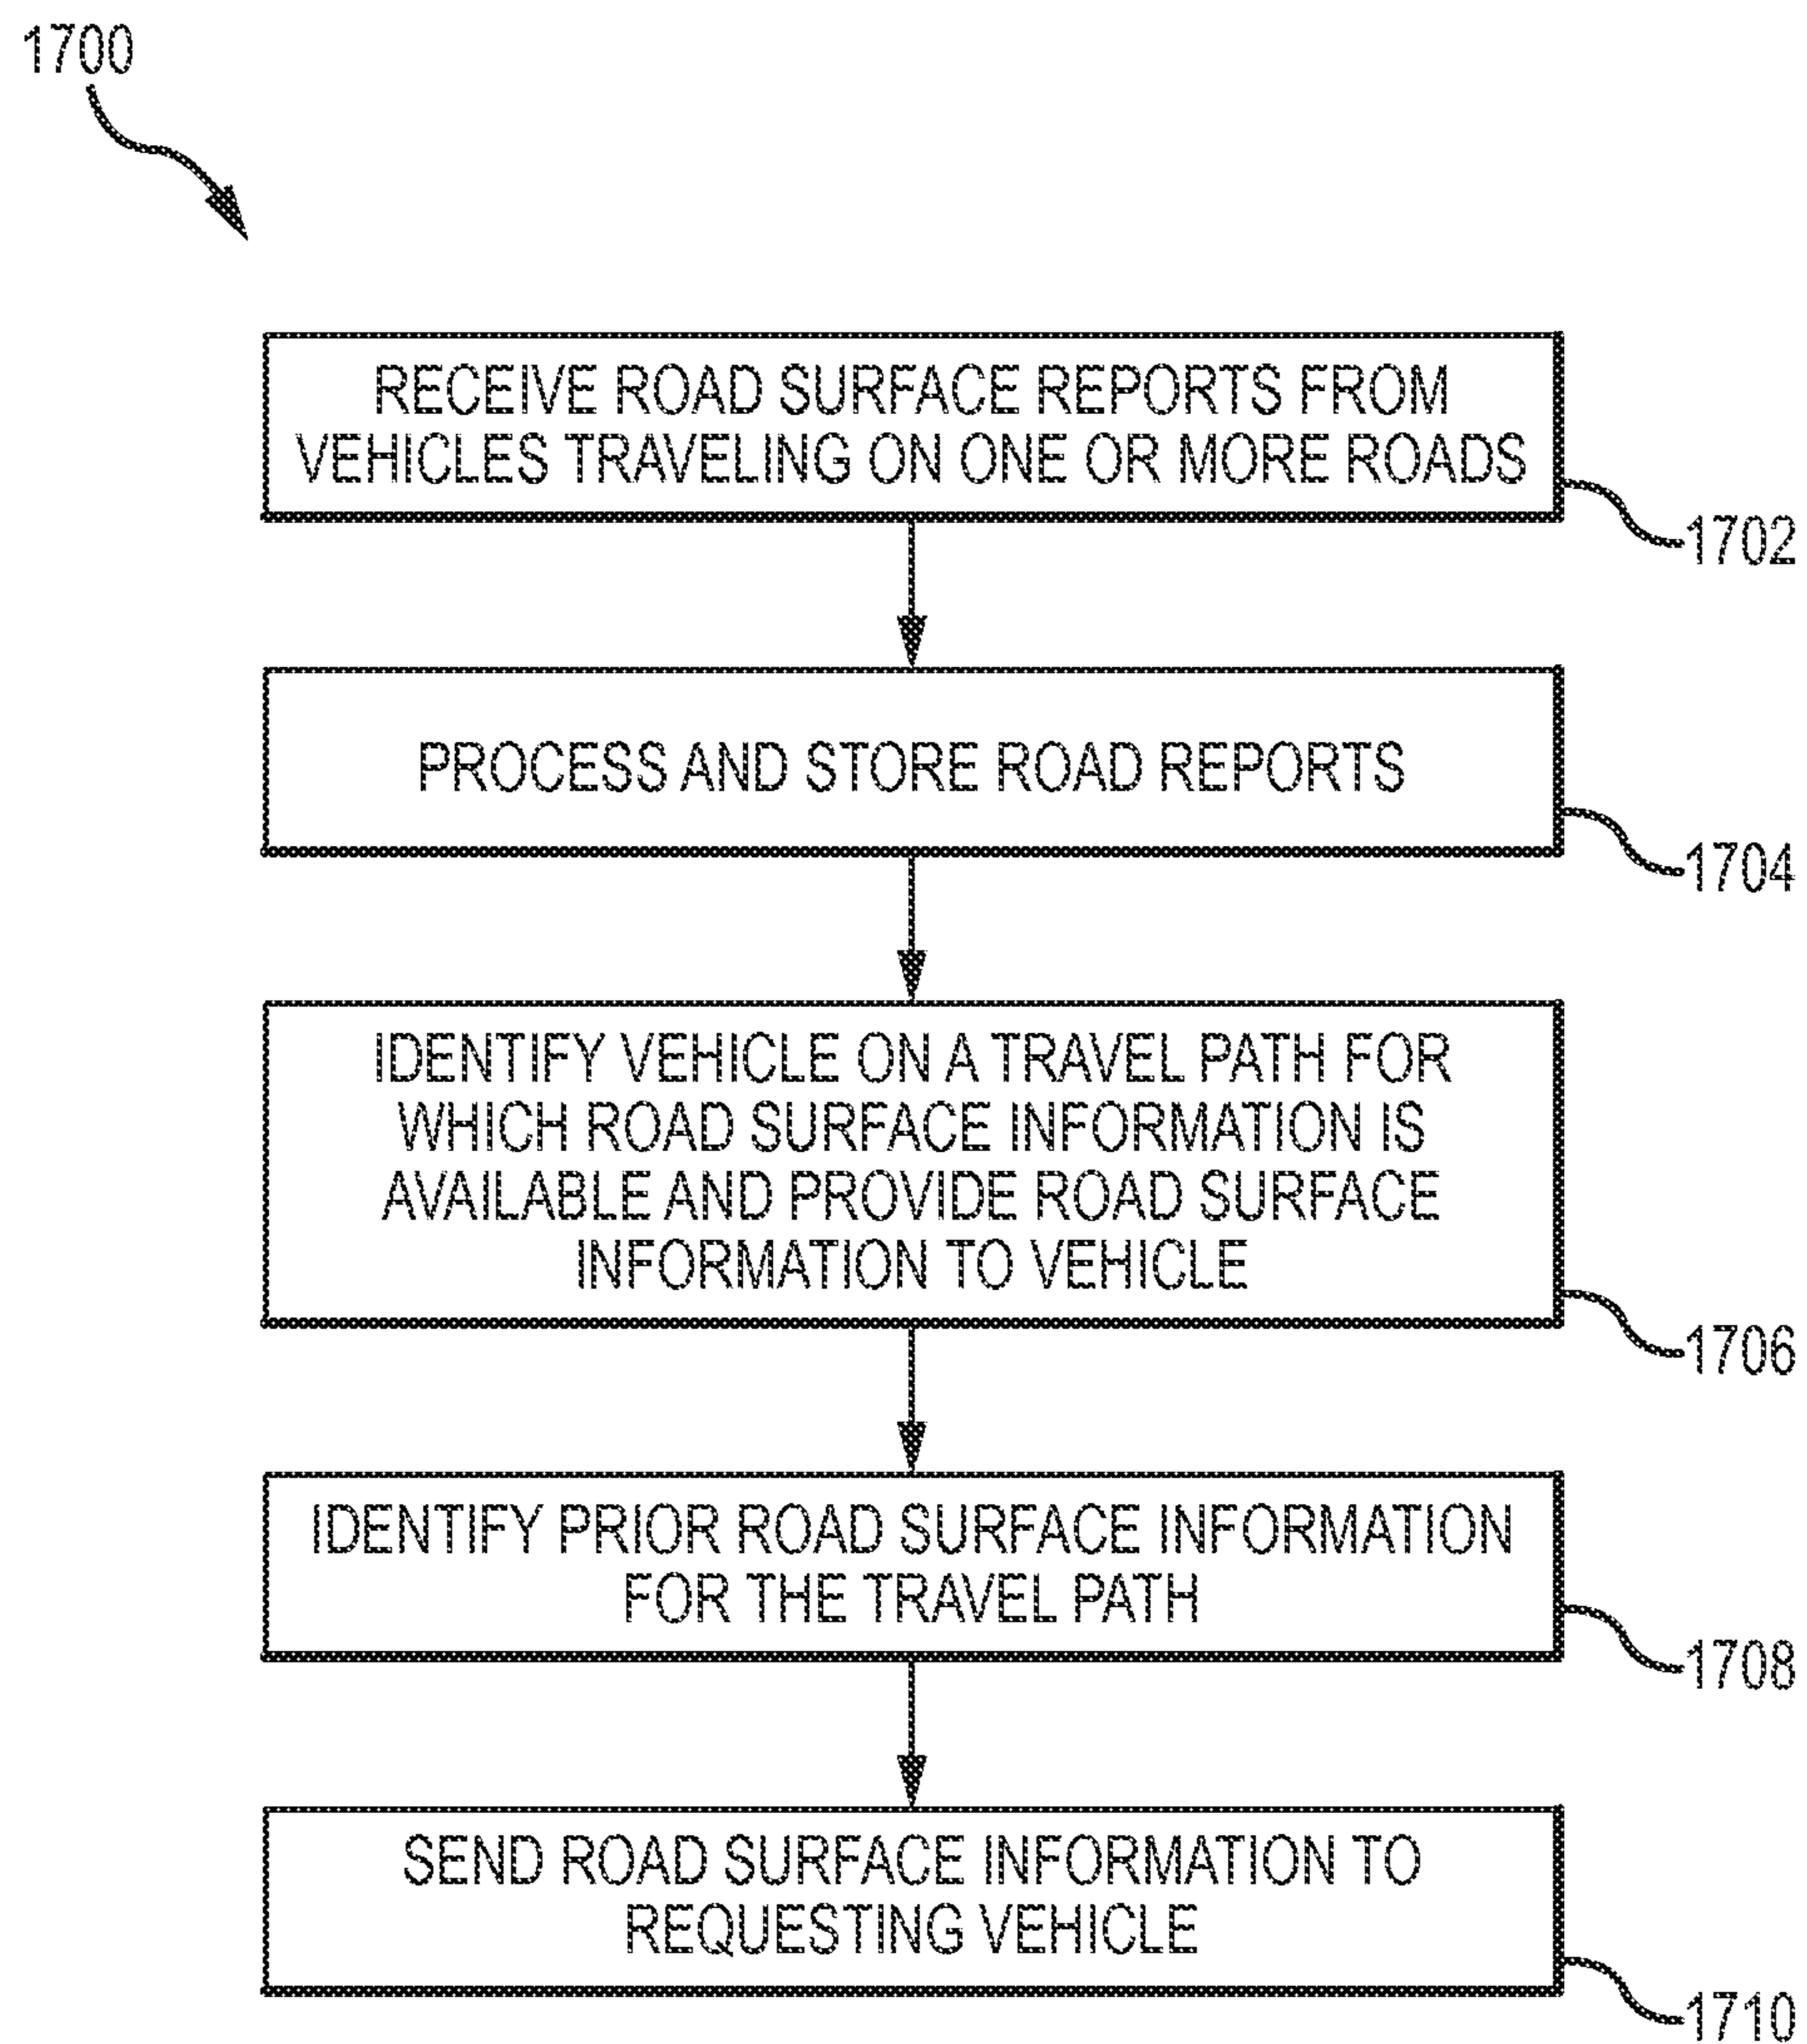 1700
RECEIVE ROAD SURFACE REPORTS FROM
VEHICLES TRAVELING ON ONE OR MORE ROADS
1702
PROCESS AND STORE ROAD REPORTS
1704
IDENTIFY VEHICLE ON A TRAVEL PATH FOR
WHICH ROAD SURFACE INFORMATION IS
AVAILABLE AND PROVIDE ROAD SURFACE
INFORMATION TO VEHICLE
1706
IDENTIFY PRIOR ROAD SURFACE INFORMATION
FOR THE TRAVEL PATH
1708
SEND ROAD SURFACE INFORMATION TO
REQUESTING VEHICLE
1710